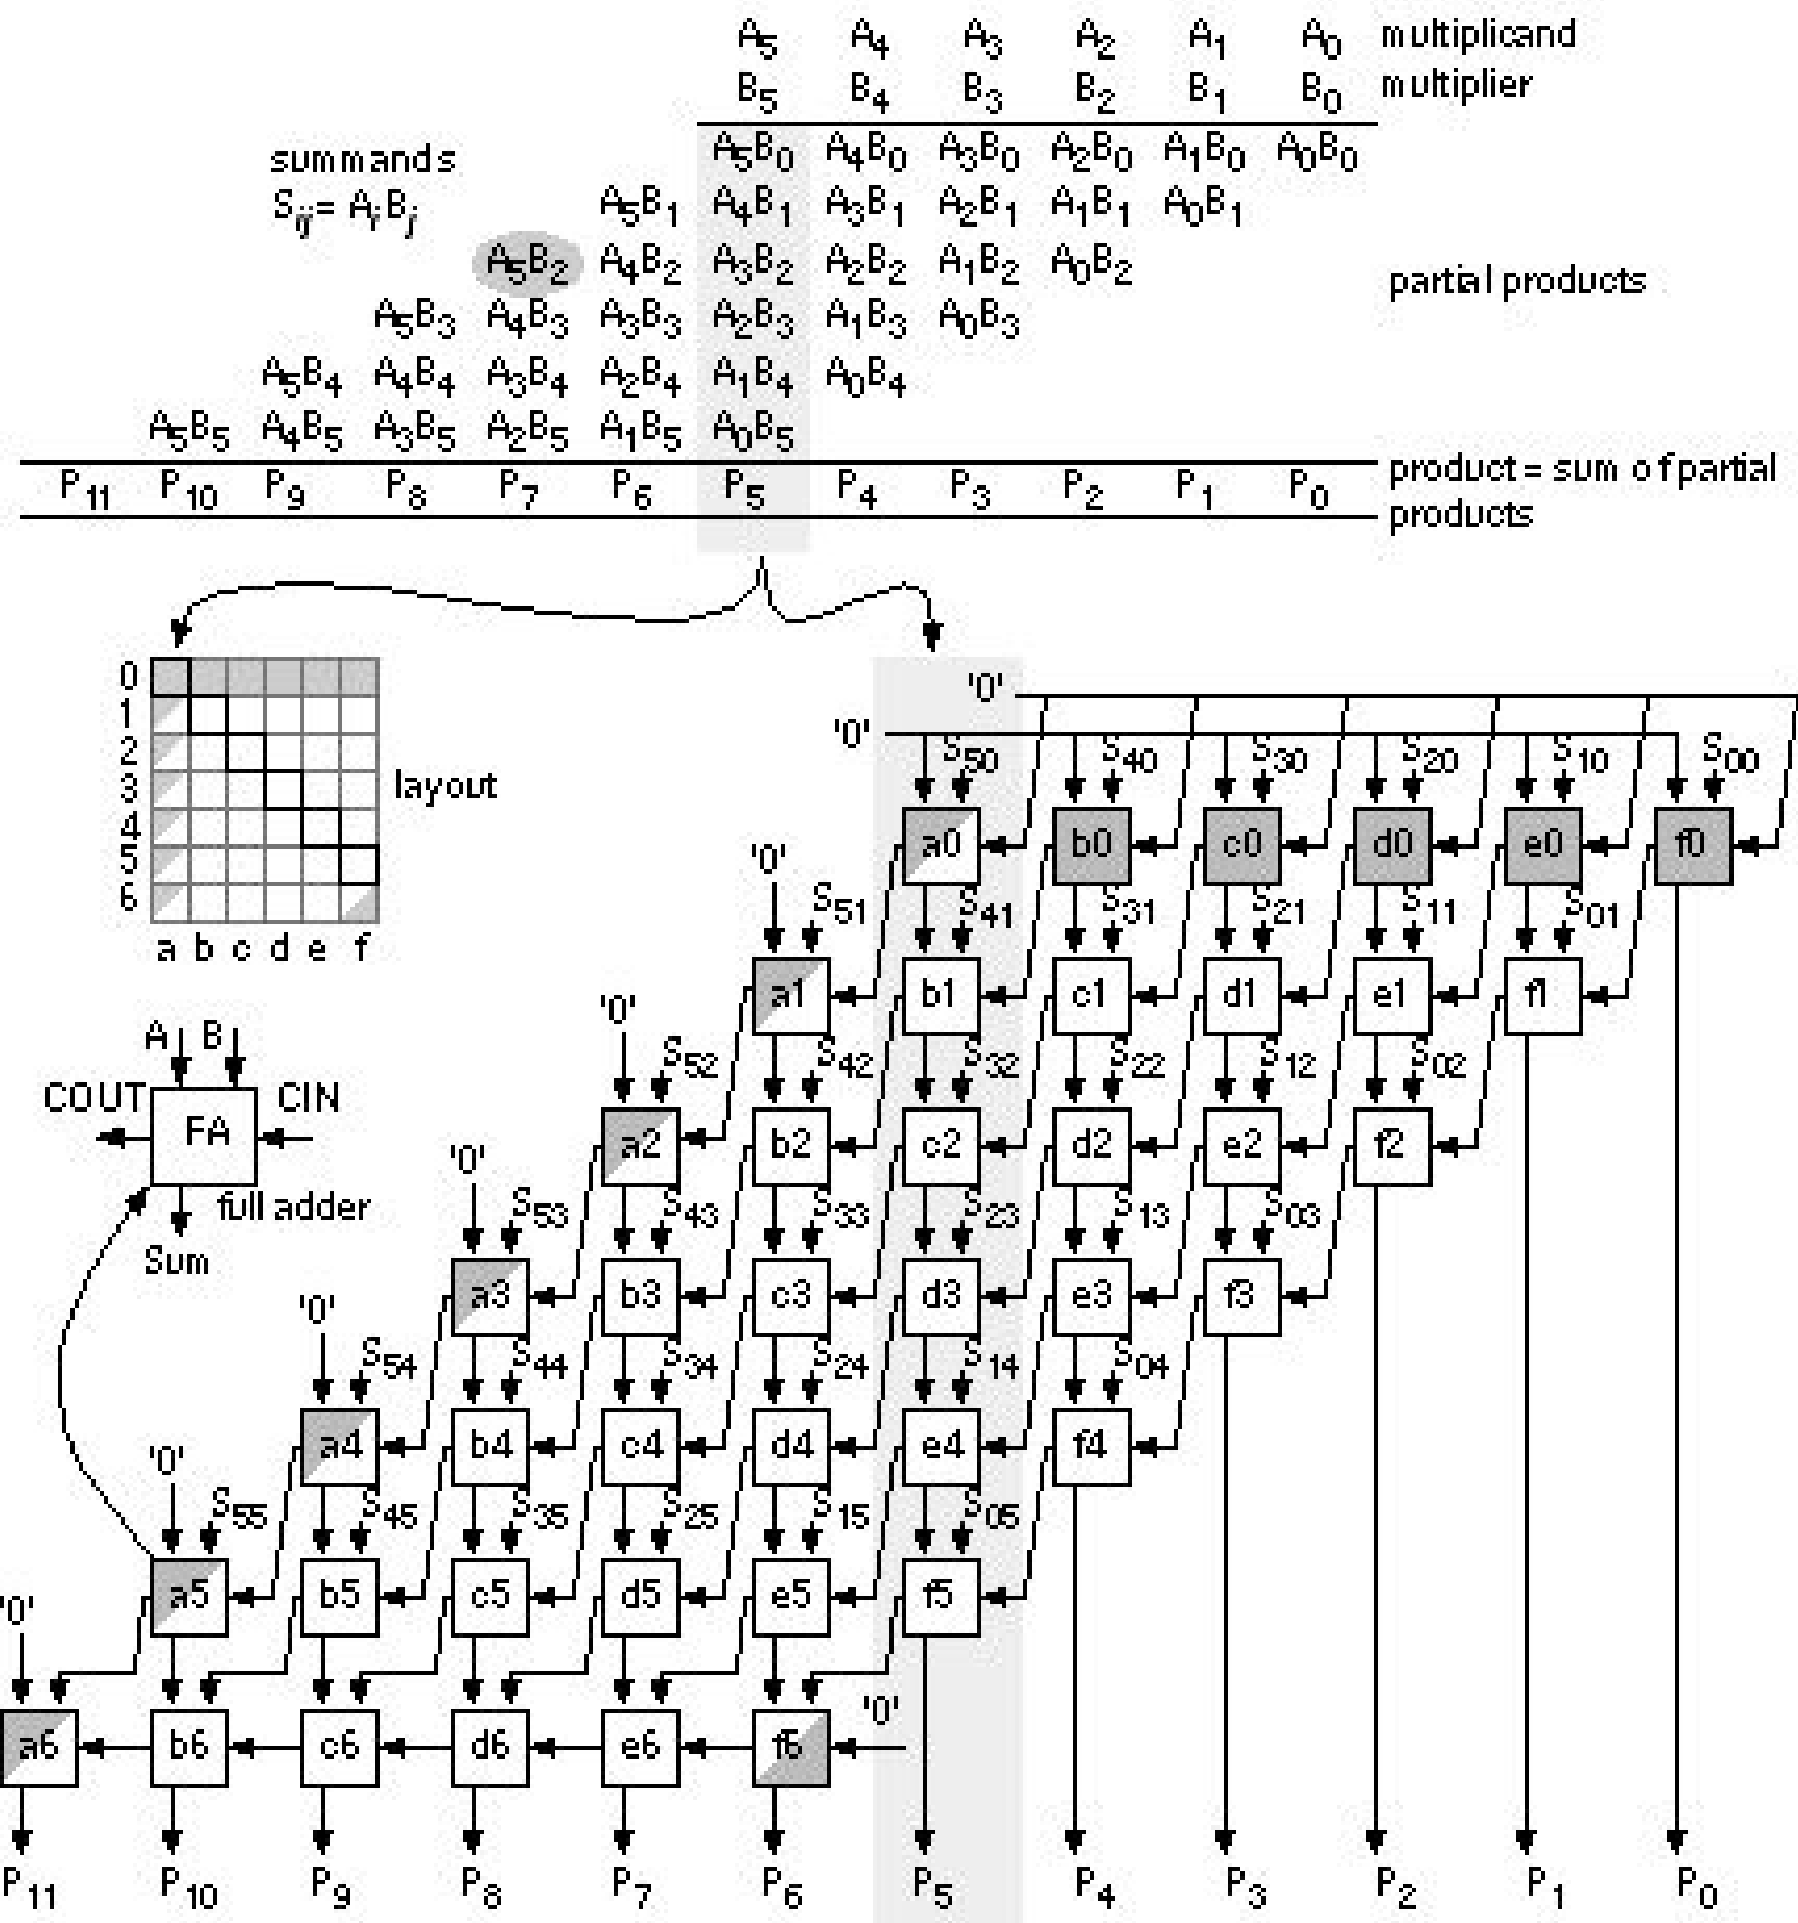 A5 A4 A3 A2 A1 A0 multiplicand
B5 B4 B3 B2 B1 B0 multiplier
A5B0 A4B0 A3B0 A2B0 A1B0 A0B0
summands
Sij = AiBj A5B1 A4B1 A3B1 A2B1 A1B1 A0B1
A5B2 A4B2 A3B2 A2B2 A1B2 A0B2
partial products
A5B3 A4B3 A3B3 A2B3 A1B3 A0B3
A5B4 A4B4 A3B4 A2B4 A1B4 A0B4
A5B5 A4B5 A3B5 A2B5 A1B5 A0B5
P11 P10 P9 P8 P7 P6 P5 P4 P3 P2 P1 P0
product = sum of partial
products
0
1
2
3
4
5
6
a b c d e f
layout
A B
COUT FA CIN
full adder
Sum
'0'
'0'
S50 S40 S30 S20 S10 S00
a0 b0 c0 d0 e0 f0
'0'
S51 S41 S31 S21 S11 S01
a1 b1 c1 d1 e1 f1
'0'
S52 S42 S32 S22 S12 S02
a2 b2 c2 d2 e2 f2
'0'
S53 S43 S33 S23 S13 S03
a3 b3 c3 d3 e3 f3
'0'
S54 S44 S34 S24 S14 S04
a4 b4 c4 d4 e4 f4
'0'
S55 S45 S35 S25 S15 S05
a5 b5 c5 d5 e5 f5
'0'
'0'
a6 b6 c6 d6 e6 f6
P11 P10 P9 P8 P7 P6 P5 P4 P3 P2 P1 P0